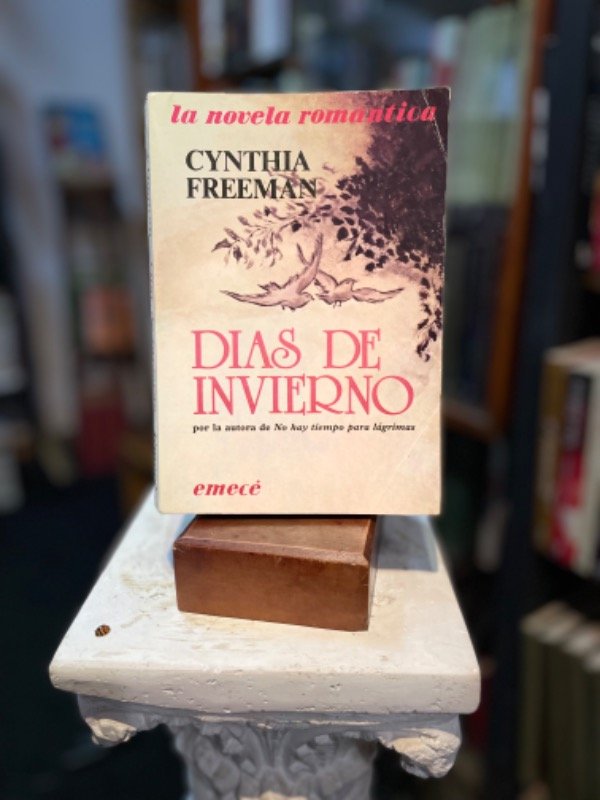 la novela romantica
CYNTHIA
FREEMAN
DIAS DE
INVIERNO
por la autora de No hay tiempo para lágrimas
emecé